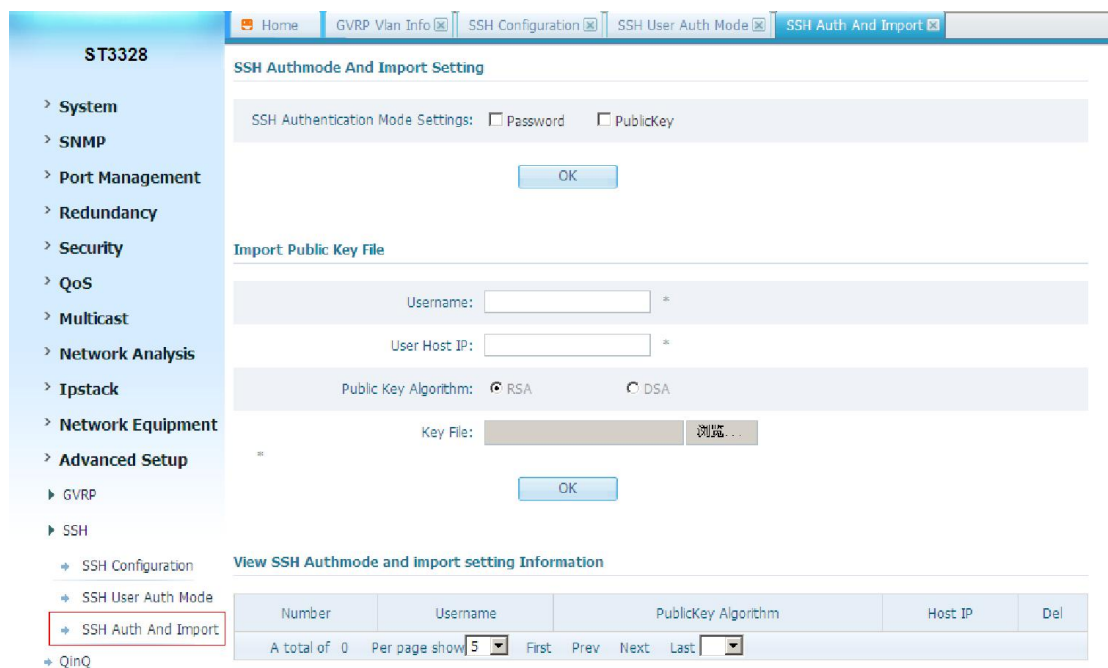 Home
GVRP Vlan Info
SSH Configuration
SSH User Auth Mode
SSH Auth And Import
ST3328
System
SNMP
Port Management
Redundancy
Security
QoS
Multicast
Network Analysis
Ipstack
Network Equipment
Advanced Setup
GVRP
SSH
SSH Configuration
SSH User Auth Mode
SSH Auth And Import
QinQ
SSH Authmode And Import Setting
SSH Authentication Mode Settings: Password PublicKey
OK
Import Public Key File
Username: *
User Host IP: *
Public Key Algorithm: RSA DSA
Key File: 浏览...
*
OK
View SSH Authmode and import setting Information
Number Username PublicKey Algorithm Host IP Del
A total of 0 Per page show 5 First Prev Next Last